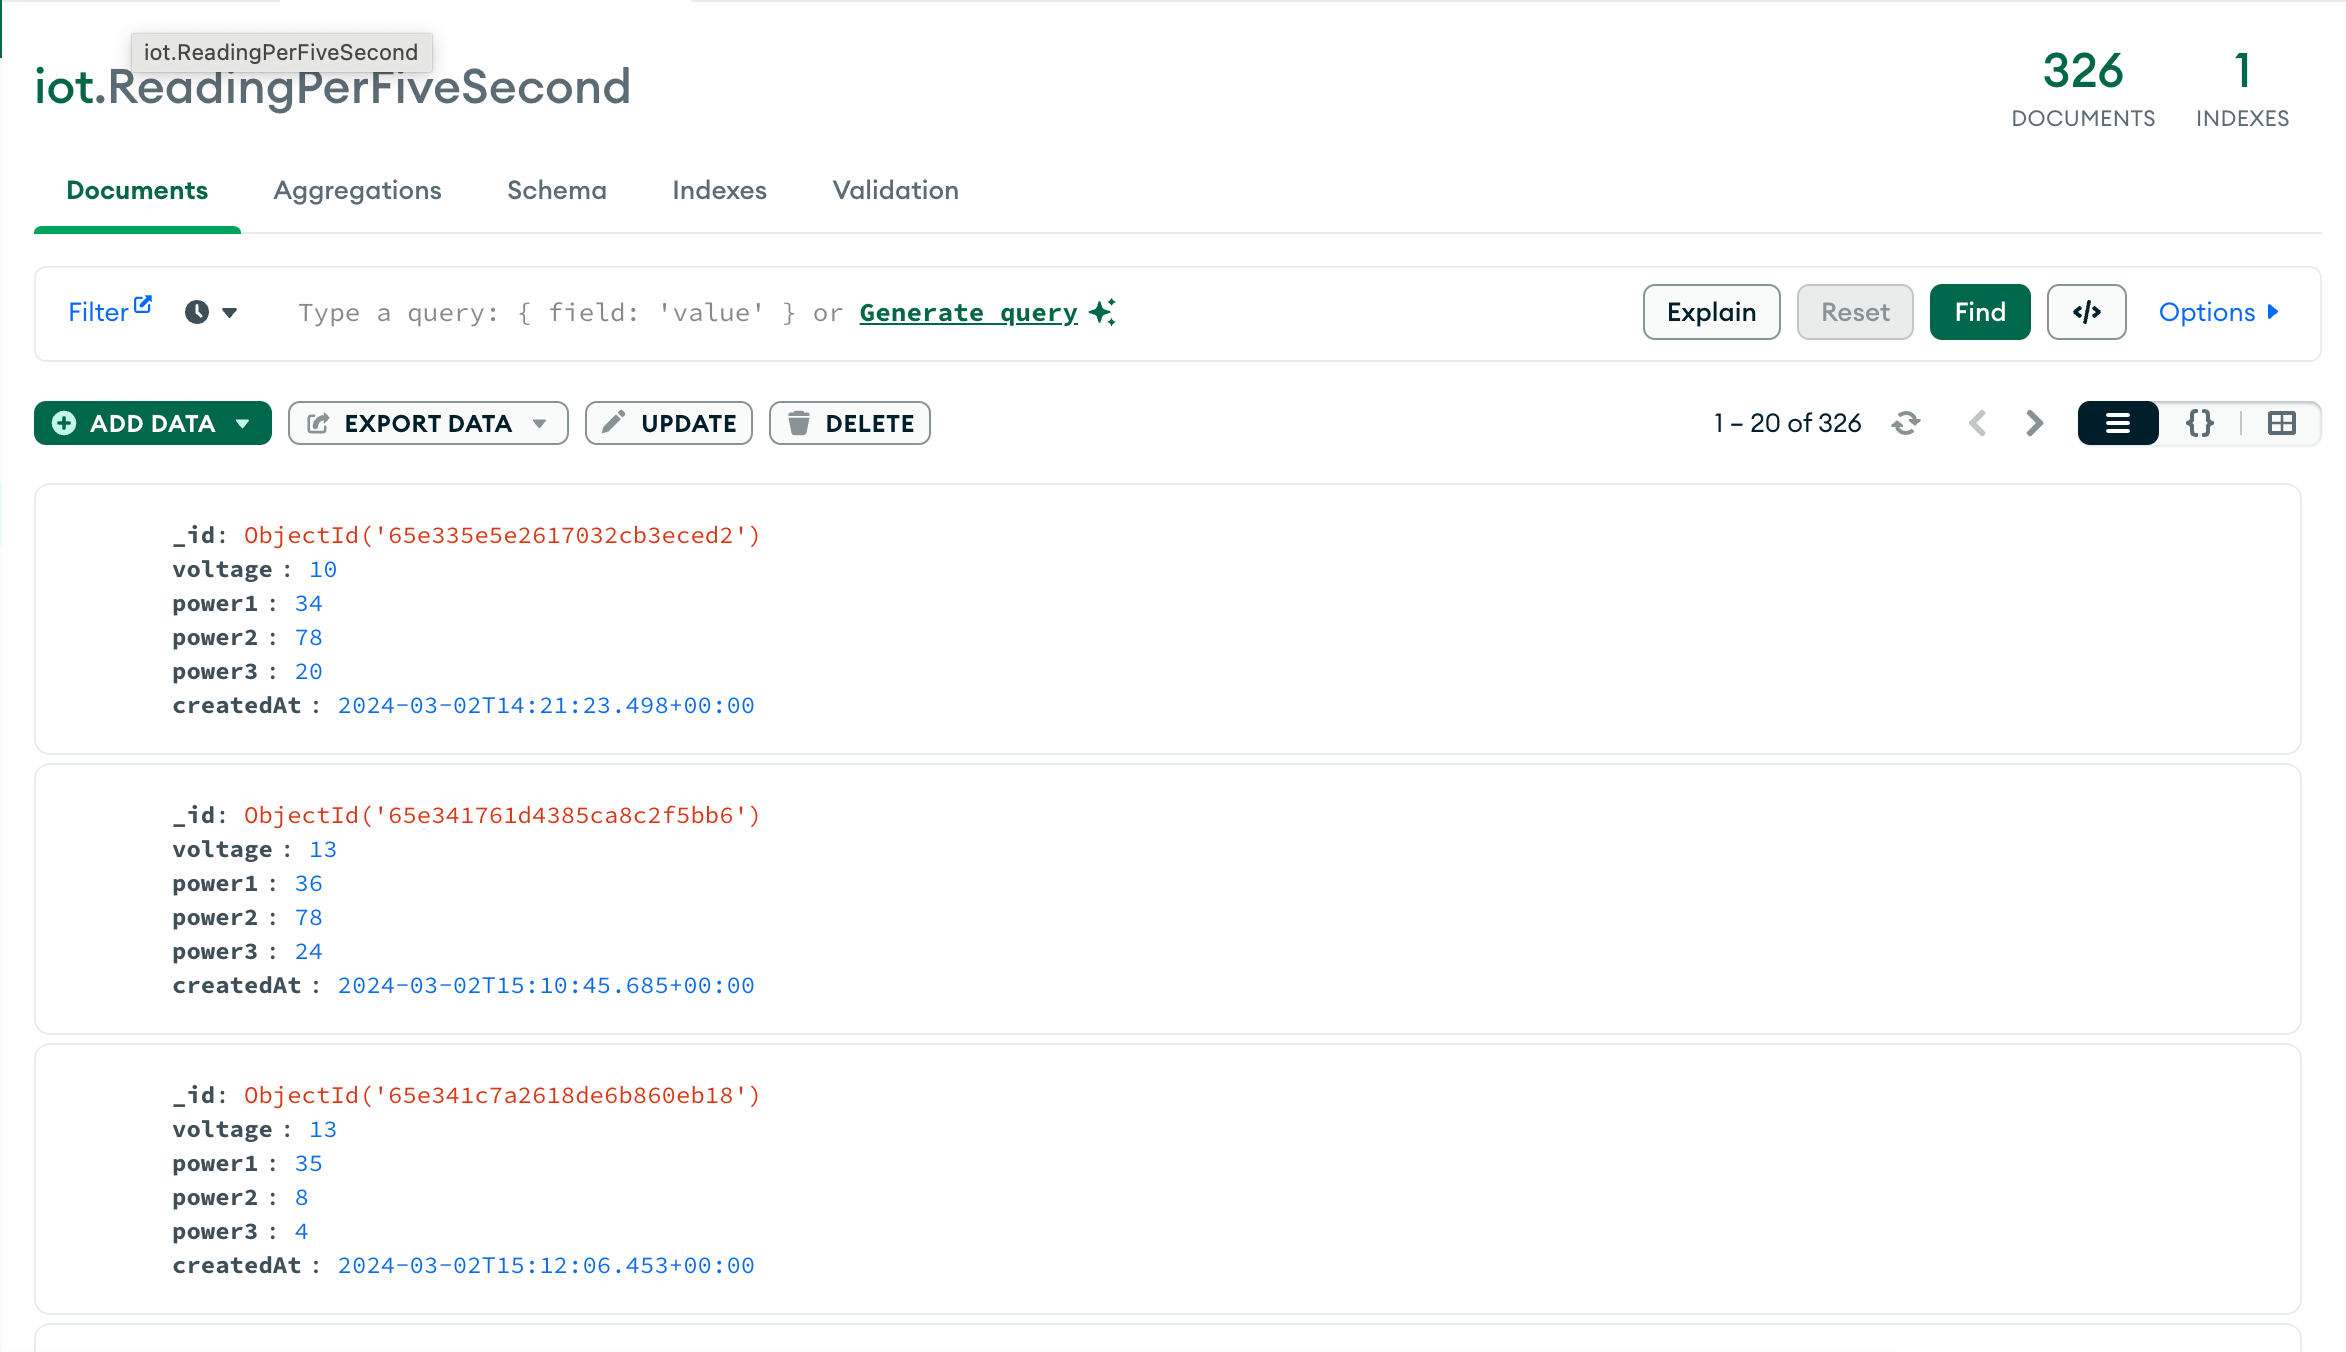 iot.ReadingPerFiveSecond
iot.ReadingPerFiveSecond
326
DOCUMENTS
1
INDEXES
Documents Aggregations Schema Indexes Validation
Filter Type a query: { field: 'value' } or Generate query Explain Reset Find </> Options
ADD DATA EXPORT DATA UPDATE DELETE 1 – 20 of 326 {}
_id: ObjectId('65e335e5e2617032cb3eced2')
voltage : 10
power1 : 34
power2 : 78
power3 : 20
createdAt : 2024-03-02T14:21:23.498+00:00
_id: ObjectId('65e341761d4385ca8c2f5bb6')
voltage : 13
power1 : 36
power2 : 78
power3 : 24
createdAt : 2024-03-02T15:10:45.685+00:00
_id: ObjectId('65e341c7a2618de6b860eb18')
voltage : 13
power1 : 35
power2 : 8
power3 : 4
createdAt : 2024-03-02T15:12:06.453+00:00